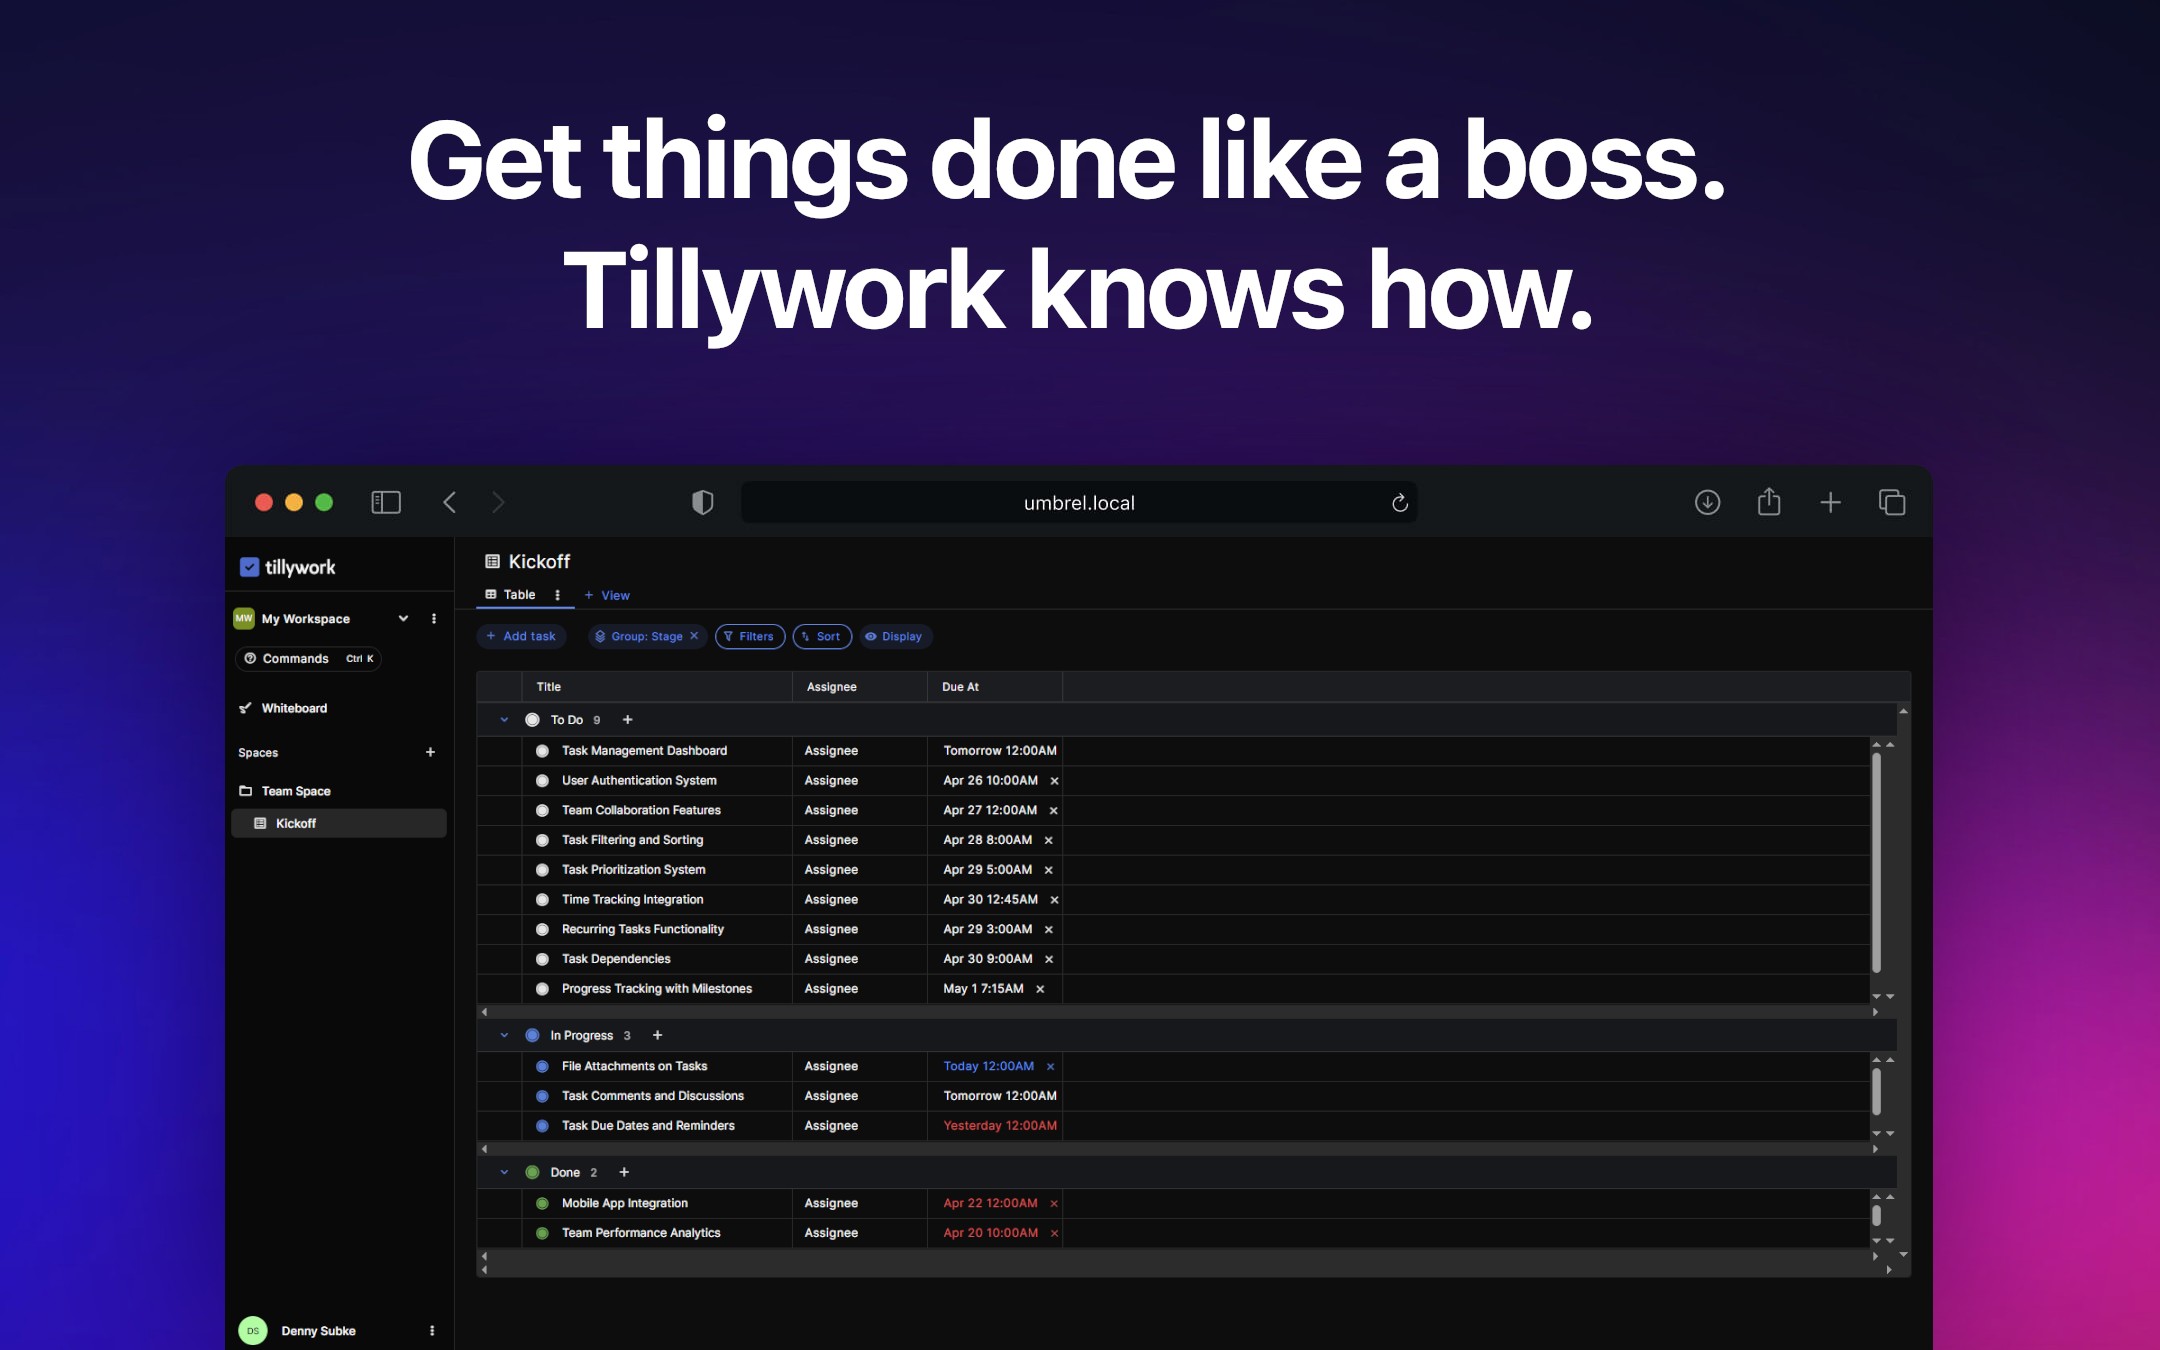 Get things done like a boss.
Tillywork knows how.
umbrel.local
tillywork
Kickoff
Table
+ View
MW My Workspace
+ Add task
Group: Stage ×
Filters
Sort
Display
Commands Ctrl K
Title Assignee Due At
Whiteboard
To Do 9 +
Spaces +
Task Management Dashboard Assignee Tomorrow 12:00AM
User Authentication System Assignee Apr 26 10:00AM ×
Team Space
Team Collaboration Features Assignee Apr 27 12:00AM ×
Kickoff
Task Filtering and Sorting Assignee Apr 28 8:00AM ×
Task Prioritization System Assignee Apr 29 5:00AM ×
Time Tracking Integration Assignee Apr 30 12:45AM ×
Recurring Tasks Functionality Assignee Apr 29 3:00AM ×
Task Dependencies Assignee Apr 30 9:00AM ×
Progress Tracking with Milestones Assignee May 1 7:15AM ×
In Progress 3 +
File Attachments on Tasks Assignee Today 12:00AM ×
Task Comments and Discussions Assignee Tomorrow 12:00AM
Task Due Dates and Reminders Assignee Yesterday 12:00AM
Done 2 +
Mobile App Integration Assignee Apr 22 12:00AM ×
Team Performance Analytics Assignee Apr 20 10:00AM ×
DS Denny Subke